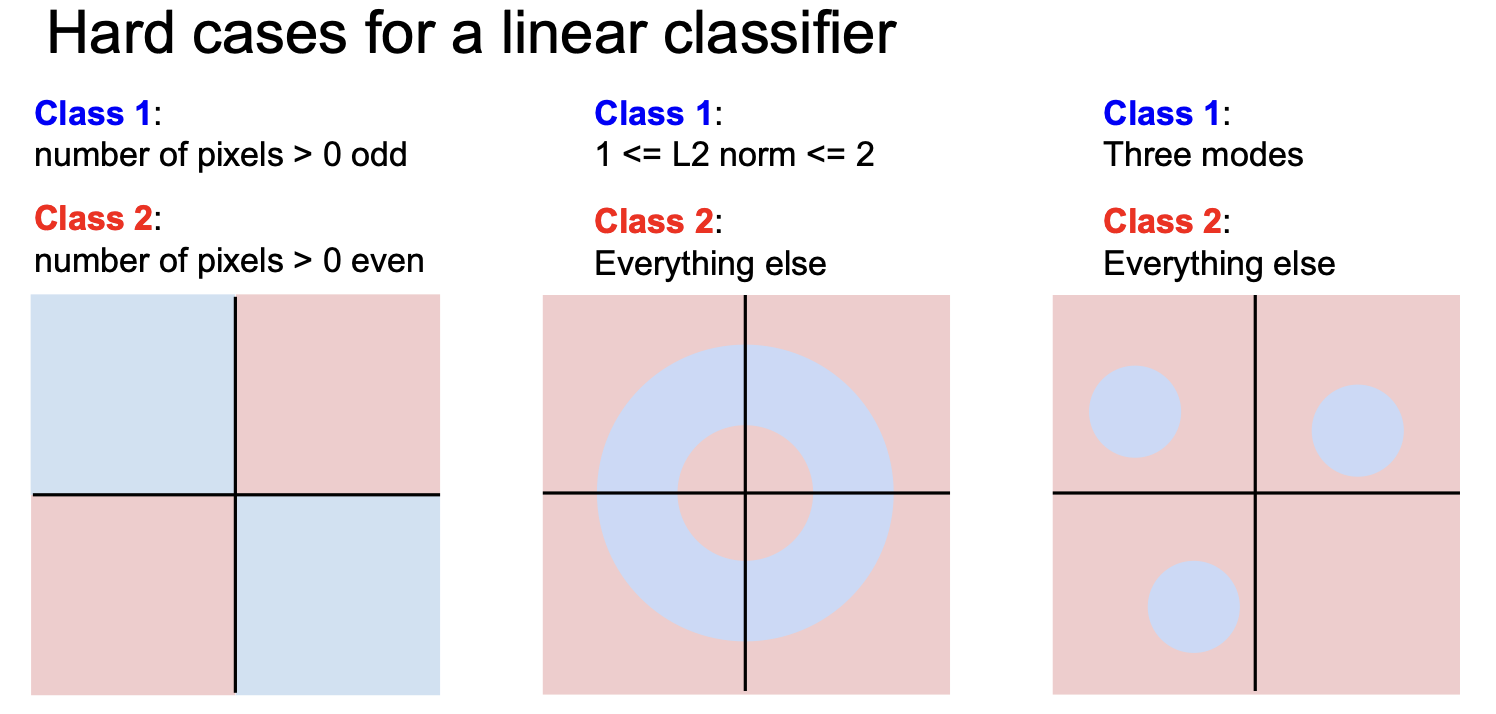 Hard cases for a linear classifier
Class 1:
number of pixels > 0 odd
Class 2:
number of pixels > 0 even
Class 1:
1 <= L2 norm <= 2
Class 2:
Everything else
Class 1:
Three modes
Class 2:
Everything else